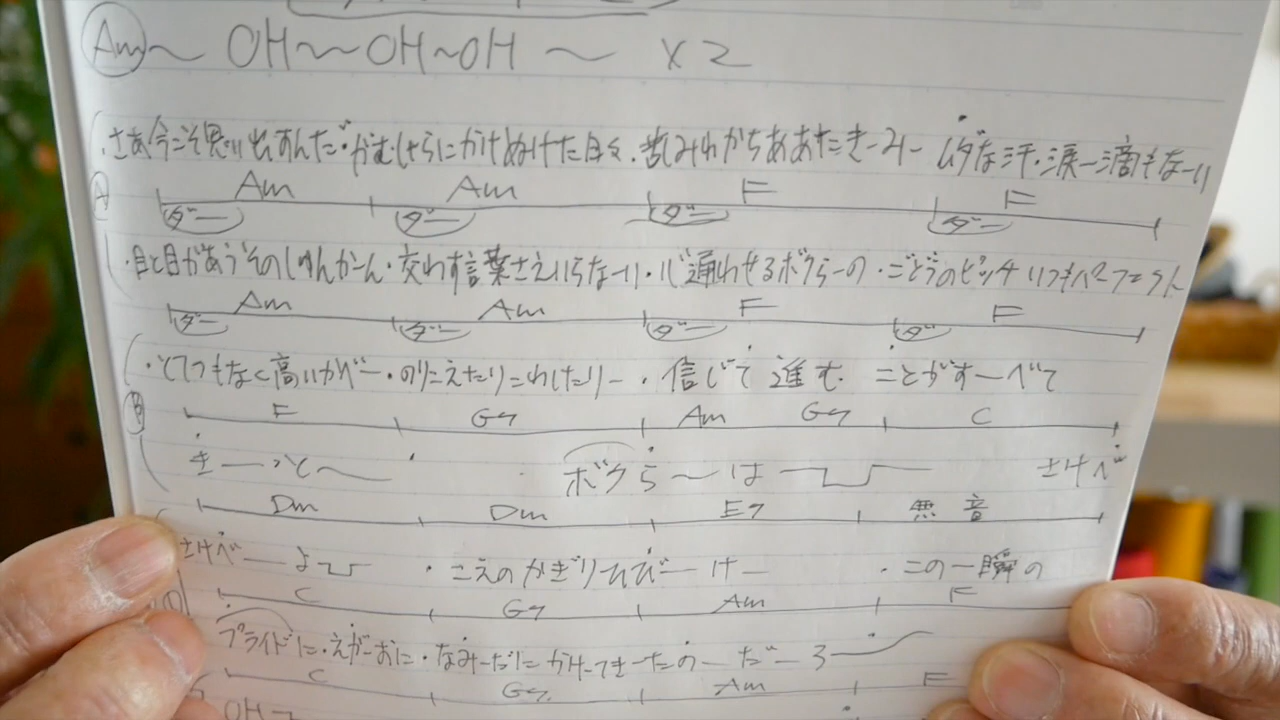 Am～ OH～OH～OH ～ ×2
・さあ今こそ思い出すんだ・がむしゃらにかけぬけた日々・苦しみわかちああたきーみー ムダな汗・涙一滴もなーい
A Am Am F F
ダー ダー ダー ダー
・目と目があうそのしゅんかーん・交わす言葉さえいらなーい・心通わせるボクらーの・ごどうのピッチいつもパーフェクト
Am Am F F
ダー ダー ダー ダー
・とてつもなく高いかべー・のりこえたりこわしたりー・信じて進む ことがすーべて
B F G7 Am G7 C
きーっと～ ボクら～は さけべ
Dm Dm E7 無音
さけべーよ ・こえのかぎりひびーけー ・この一瞬の
C G7 Am F
プライドに・えがーおに・なみーだにかけーてきーたのーだーろ
C G7 Am F
OH